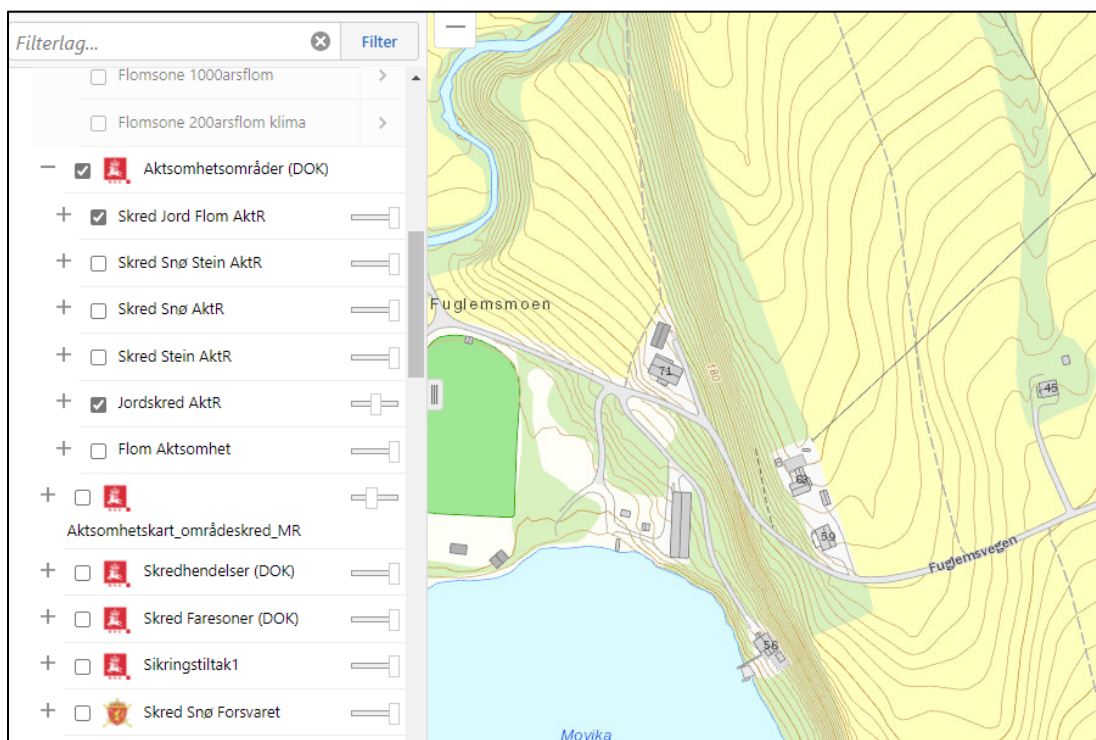 Filterlag...
Filter
Flomsone 1000arsflom
Flomsone 200arsflom klima
Aktsomhetsområder (DOK)
Skred Jord Flom AktR
Skred Snø Stein AktR
Skred Snø AktR
Skred Stein AktR
Jordskred AktR
Flom Aktsomhet
Aktsomhetskart_områdeskred_MR
Skredhendelser (DOK)
Skred Faresoner (DOK)
Sikringstiltak1
Skred Snø Forsvaret
Fuglemsmoen
71
180
45
63
59
Fuglemsvegen
56
Movika